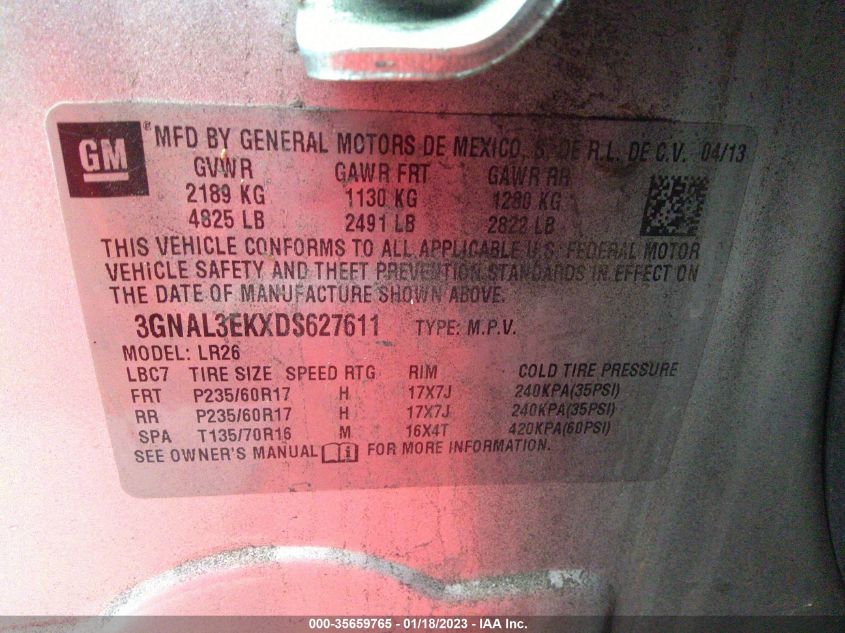 GM ® MFD BY GENERAL MOTORS DE MEXICO, S. DE R.L. DE C.V. 04/13
GVWR GAWR FRT GAWR RR
2189 KG 1130 KG 1280 KG
4825 LB 2491 LB 2822 LB
THIS VEHICLE CONFORMS TO ALL APPLICABLE U.S. FEDERAL MOTOR
VEHICLE SAFETY AND THEFT PREVENTION STANDARDS IN EFFECT ON
THE DATE OF MANUFACTURE SHOWN ABOVE.
3GNAL3EKXDS627611 TYPE: M.P.V.
MODEL: LR26
LBC7 TIRE SIZE SPEED RTG RIM COLD TIRE PRESSURE
FRT P235/60R17 H 17X7J 240KPA(35PSI)
RR P235/60R17 H 17X7J 240KPA(35PSI)
SPA T135/70R16 M 16X4T 420KPA(60PSI)
SEE OWNER'S MANUAL i FOR MORE INFORMATION.
000-35659765 - 01/18/2023 - IAA Inc.